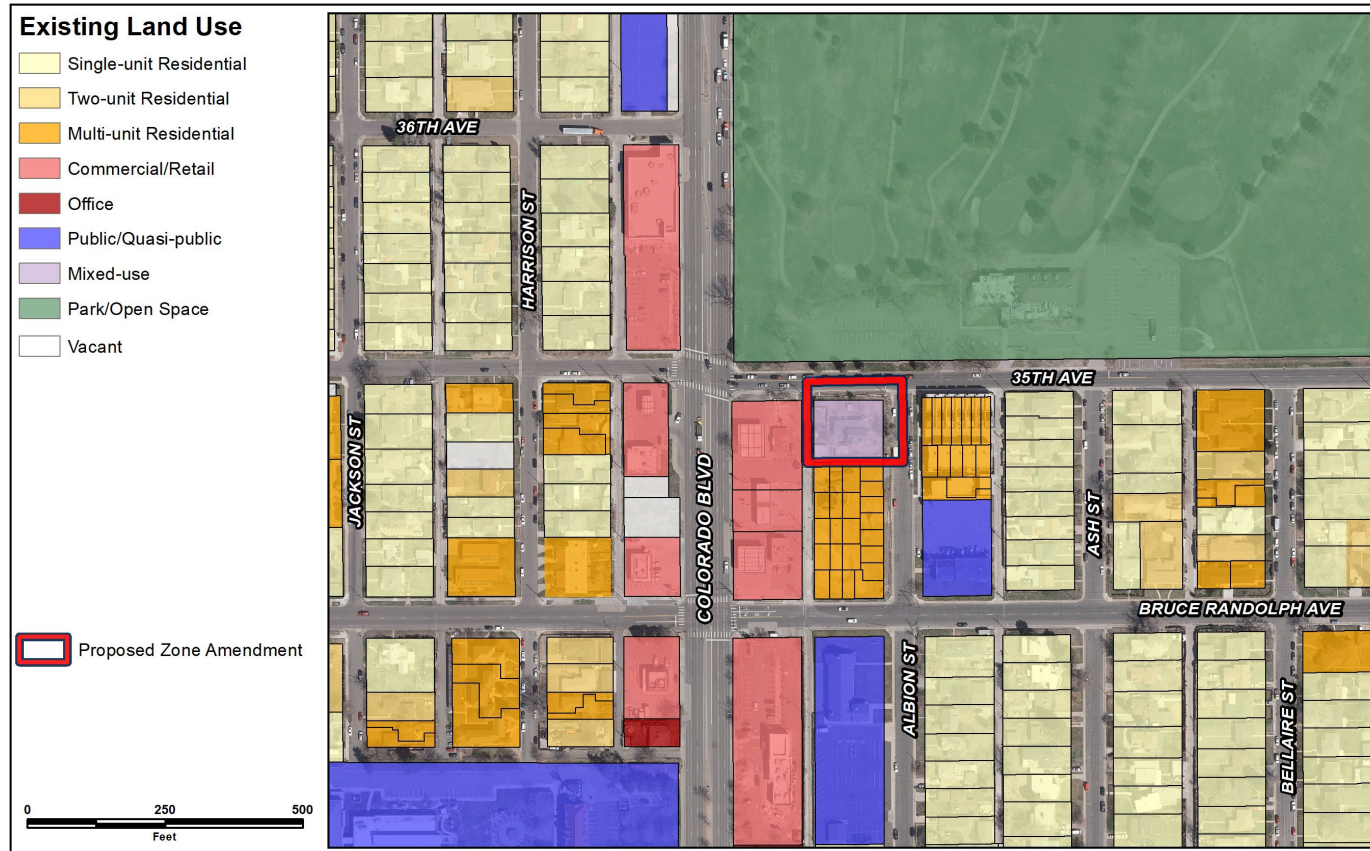 Existing Land Use
Single-unit Residential
Two-unit Residential
Multi-unit Residential
Commercial/Retail
Office
Public/Quasi-public
Mixed-use
Park/Open Space
Vacant
Proposed Zone Amendment
0 250 500
Feet
36TH AVE
HARRISON ST
35TH AVE
JACKSON ST
COLORADO BLVD
ASH ST
BRUCE RANDOLPH AVE
ALBION ST
BELLAIRE ST